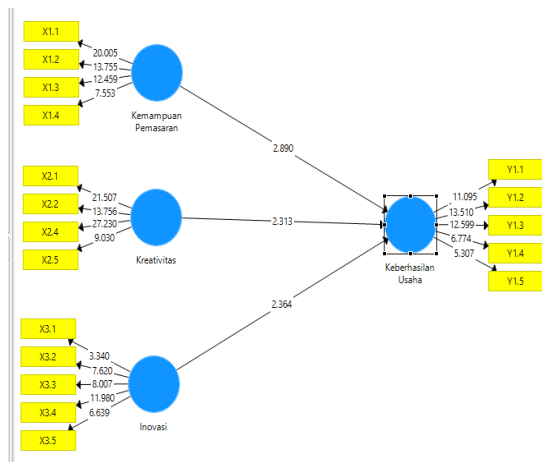 X1.1
X1.2
X1.3
X1.4
20.005
13.755
12.459
7.553
Kemampuan
Pemasaran
2.890
X2.1
X2.2
X2.4
X2.5
21.507
13.756
27.230
9.030
Kreativitas
2.313
X3.1
X3.2
X3.3
X3.4
X3.5
3.340
7.620
8.007
11.980
6.639
Inovasi
2.364
Keberhasilan
Usaha
11.095
13.510
12.599
6.774
5.307
Y1.1
Y1.2
Y1.3
Y1.4
Y1.5